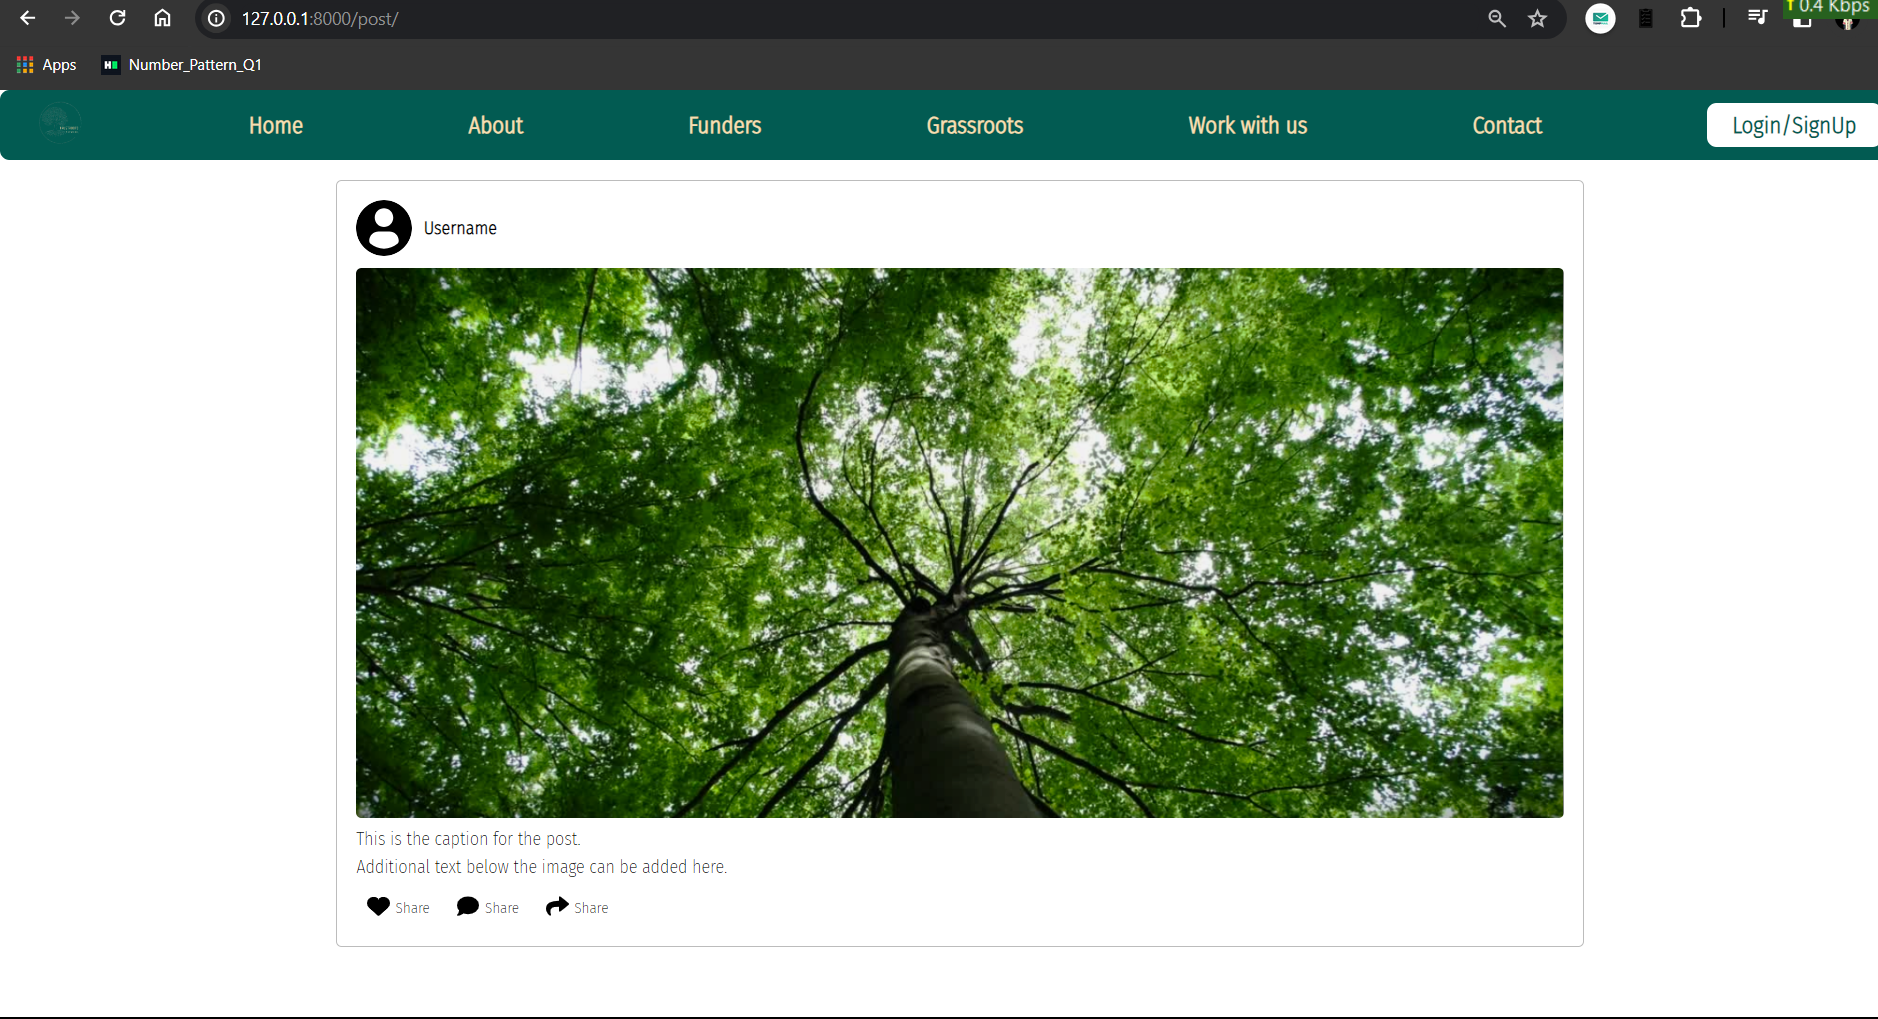 127.0.0.1:8000/post/
0.4 Kbps
Apps
Number_Pattern_Q1
Home
About
Funders
Grassroots
Work with us
Contact
Login/SignUp
Username
This is the caption for the post.
Additional text below the image can be added here.
Share
Share
Share